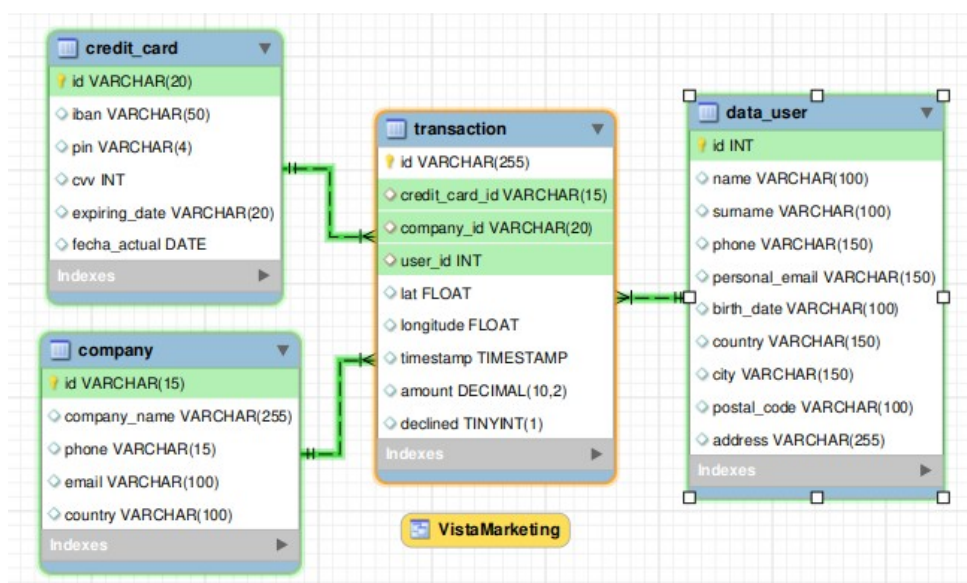 credit_card
id VARCHAR(20)
iban VARCHAR(50)
pin VARCHAR(4)
cvv INT
expiring_date VARCHAR(20)
fecha_actual DATE
Indexes
company
id VARCHAR(15)
company_name VARCHAR(255)
phone VARCHAR(15)
email VARCHAR(100)
country VARCHAR(100)
Indexes
transaction
id VARCHAR(255)
credit_card_id VARCHAR(15)
company_id VARCHAR(20)
user_id INT
lat FLOAT
longitude FLOAT
timestamp TIMESTAMP
amount DECIMAL(10,2)
declined TINYINT(1)
Indexes
VistaMarketing
data_user
id INT
name VARCHAR(100)
surname VARCHAR(100)
phone VARCHAR(150)
personal_email VARCHAR(150)
birth_date VARCHAR(100)
country VARCHAR(150)
city VARCHAR(150)
postal_code VARCHAR(100)
address VARCHAR(255)
Indexes